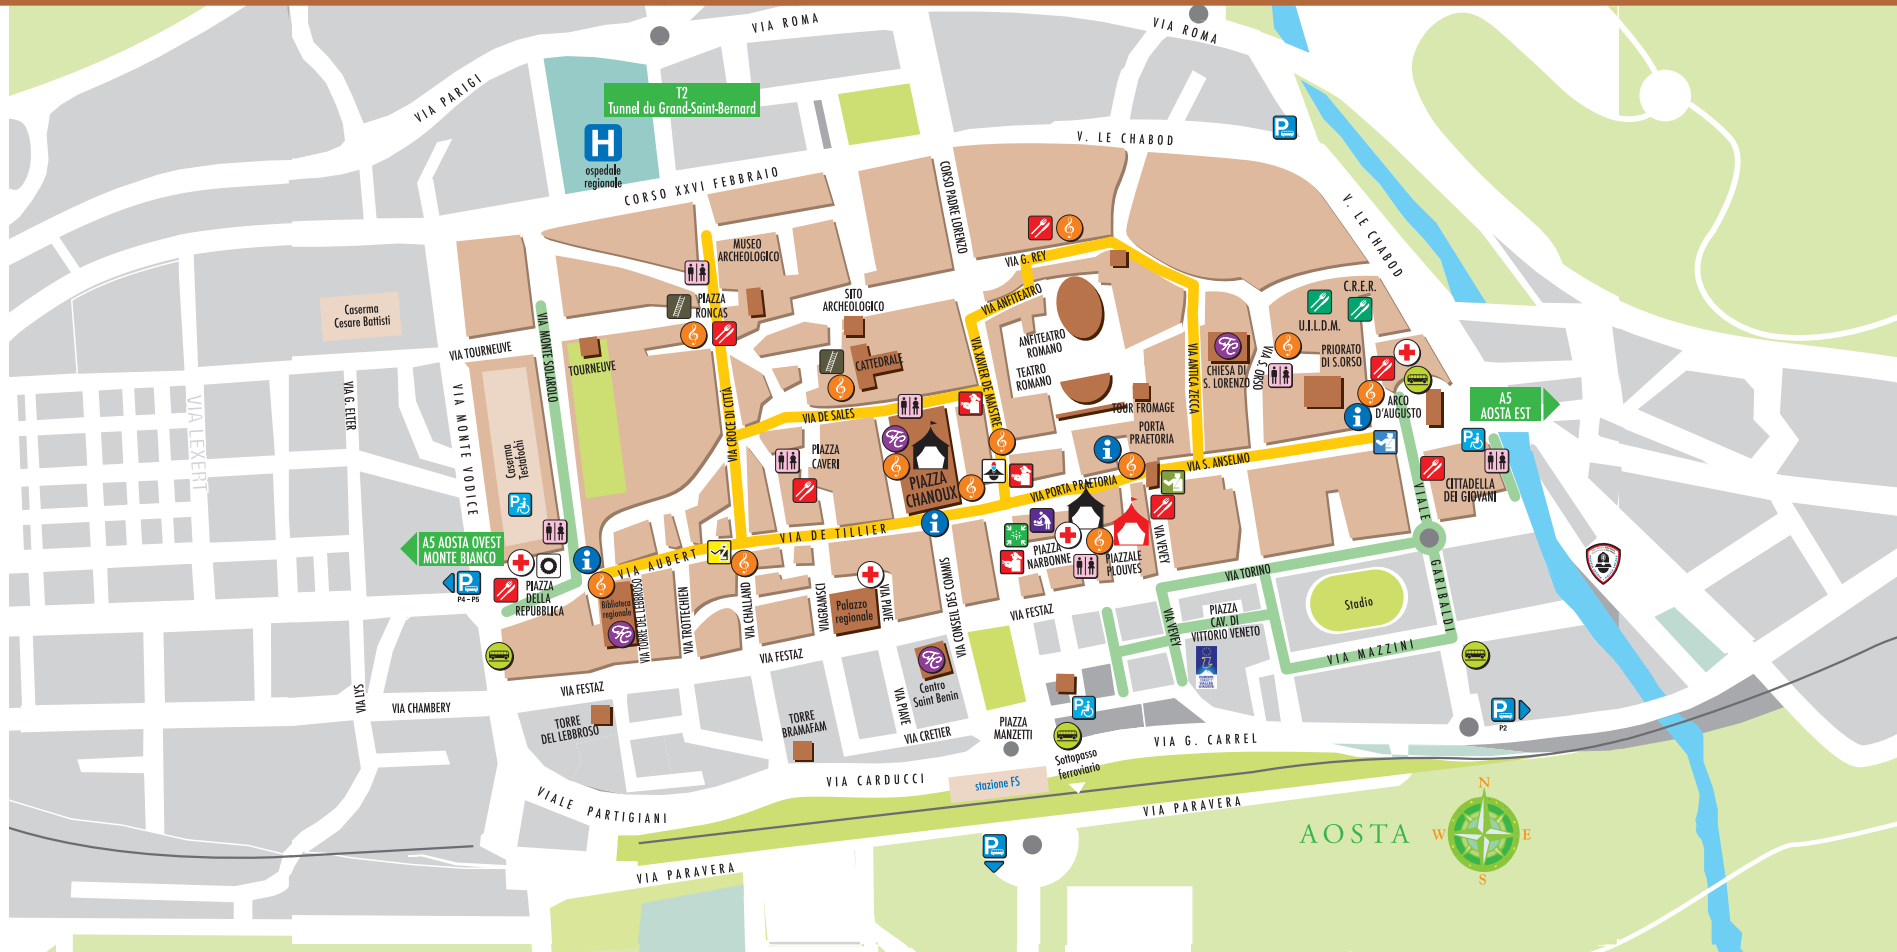 VIA ROMA
VIA ROMA
VIA PARIGI
T2
Tunnel du Grand-Saint-Bernard
H
ospedale
regionale
CORSO XXVI FEBBRAIO
V. LE CHABOD
P
CORSO PADRE LORENZO
V. LE CHABOD
MUSEO
ARCHEOLOGICO
VIA G. REY
PIAZZA
RONCAS
SITO
ARCHEOLOGICO
VIA ANFITEATRO
C.R.E.R.
U.I.L.D.M.
Caserma
Cesare Battisti
VIA MONTE SOLAROLO
VIA TOURNEUVE
TOURNEUVE
CATTEDRALE
VIA XAVIER DE MAISTRE
ANFITEATRO
ROMANO
TEATRO
ROMANO
VIA ANTICA ZECCA
CHIESA DI
S. LORENZO
VIA S. ORSO
PRIORATO
DI S.ORSO
VIA LEXERT
VIA G. ELTER
VIA MONTE VODICE
Caserma
Testafochi
VIA CROCE DI CITTÀ
VIA DE SALES
TOUR FROMAGE
PORTA
PRAETORIA
ARCO
D'AUGUSTO
A5
AOSTA EST
PIAZZA
CAVERI
PIAZZA
CHANOUX
VIA PORTA PRAETORIA
VIA S. ANSELMO
CITTADELLA
DEI GIOVANI
P
P
VIALE
GARIBALDI
A5 AOSTA OVEST
MONTE BIANCO
P
P4 - P5
PIAZZA
DELLA
REPUBBLICA
VIA AUBERT
VIA DE TILLIER
PIAZZA
NARBONNE
PIAZZALE
PLOUVES
VIA VEVEY
VIA TORINO
Stadio
Biblioteca
regionale
VIA TORRE DEL LEBBROSO
VIA TROTTECHIEN
VIA CHALLAND
VIAGRAMSCI
Palazzo
regionale
VIA PIAVE
VIA CONSEIL DES COMMIS
VIA FESTAZ
VIA VEVEY
PIAZZA
CAV. DI
VITTORIO VENETO
VIA MAZZINI
VIA FESTAZ
VIA FESTAZ
Centro
Saint Benin
VIA LYS
VIA CHAMBERY
TORRE
DEL LEBBROSO
TORRE
BRAMAFAM
VIA PIAVE
VIA CRETIER
PIAZZA
MANZETTI
P
P
P2
Sottopasso
Ferroviario
VIA G. CARREL
VIA CARDUCCI
stazione FS
VIALE PARTIGIANI
VIA PARAVERA
VIA PARAVERA
P
AOSTA
N
W
E
S